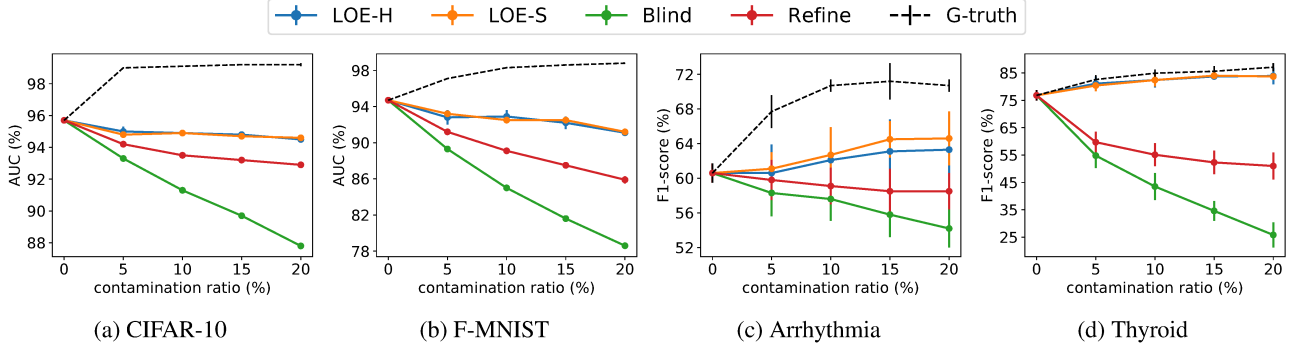 LOE-H LOE-S Blind Refine G-truth
AUC (%)
98
96
94
92
90
88
0 5 10 15 20
contamination ratio (%)
(a) CIFAR-10
AUC (%)
98
94
90
86
82
78
0 5 10 15 20
contamination ratio (%)
(b) F-MNIST
F1-score (%)
72
68
64
60
56
52
0 5 10 15 20
contamination ratio (%)
(c) Arrhythmia
F1-score (%)
85
75
65
55
45
35
25
0 5 10 15 20
contamination ratio (%)
(d) Thyroid